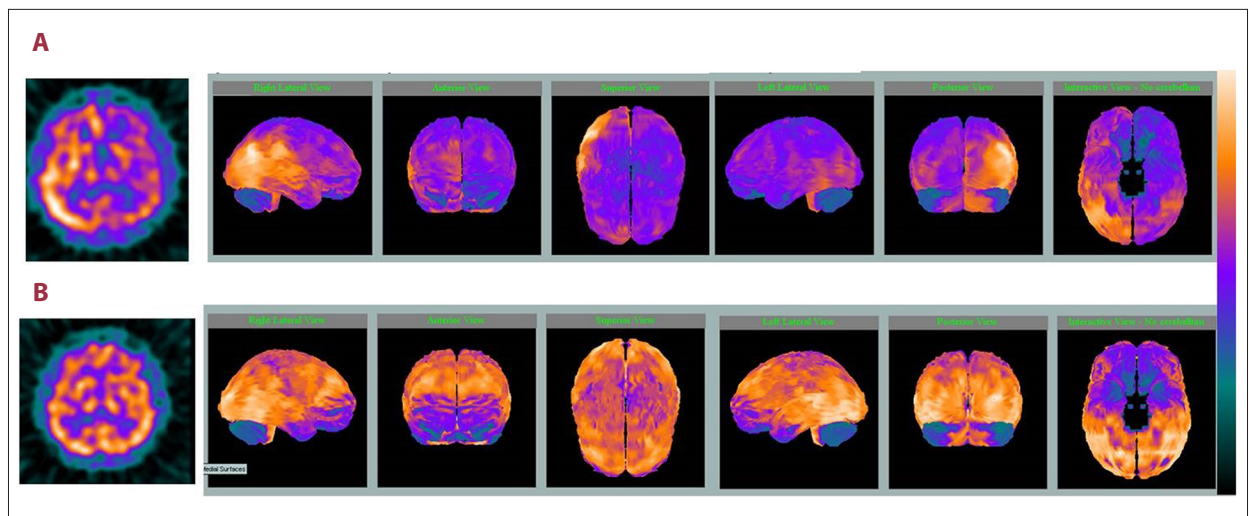 A
Right Lateral View
Anterior View
Superior View
Left Lateral View
Posterior View
Interactive View - No cerebellum
B
Right Lateral View
Anterior View
Superior View
Left Lateral View
Posterior View
Interactive View - No cerebellum
Medial Surfaces